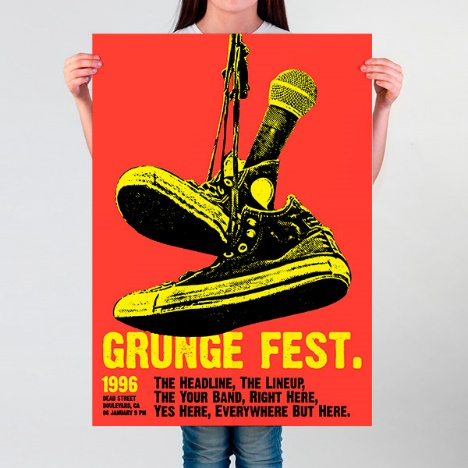 GRUNGE FEST.
1996
DEAD STREET
BOULEVARD, CA
06 JANUARY 9 PM
THE HEADLINE, THE LINEUP,
THE YOUR BAND, RIGHT HERE,
YES HERE, EVERYWHERE BUT HERE.